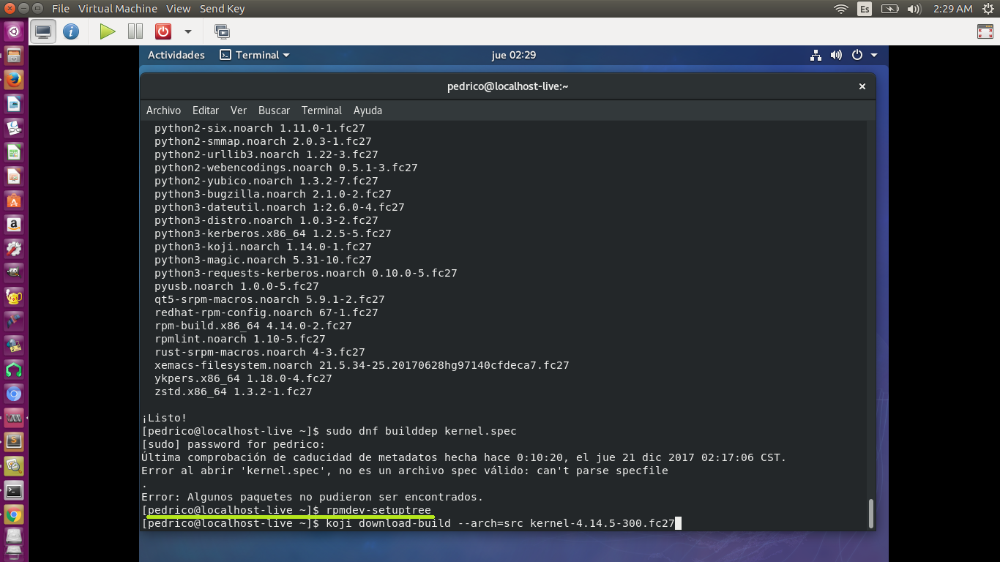 File Virtual Machine View Send Key
Es
2:29 AM
Actividades Terminal jue 02:29
pedrico@localhost-live:~
Archivo Editar Ver Buscar Terminal Ayuda
python2-six.noarch 1.11.0-1.fc27
python2-smmap.noarch 2.0.3-1.fc27
python2-urllib3.noarch 1.22-3.fc27
python2-webencodings.noarch 0.5.1-3.fc27
python2-yubico.noarch 1.3.2-7.fc27
python3-bugzilla.noarch 2.1.0-2.fc27
python3-dateutil.noarch 1:2.6.0-4.fc27
python3-distro.noarch 1.0.3-2.fc27
python3-kerberos.x86_64 1.2.5-5.fc27
python3-koji.noarch 1.14.0-1.fc27
python3-magic.noarch 5.31-10.fc27
python3-requests-kerberos.noarch 0.10.0-5.fc27
pyusb.noarch 1.0.0-5.fc27
qt5-srpm-macros.noarch 5.9.1-2.fc27
redhat-rpm-config.noarch 67-1.fc27
rpm-build.x86_64 4.14.0-2.fc27
rpmlint.noarch 1.10-5.fc27
rust-srpm-macros.noarch 4-3.fc27
xemacs-filesystem.noarch 21.5.34-25.20170628hg97140cfdeca7.fc27
ykpers.x86_64 1.18.0-4.fc27
zstd.x86_64 1.3.2-1.fc27
¡Listo!
[pedrico@localhost-live ~]$ sudo dnf builddep kernel.spec
[sudo] password for pedrico:
Última comprobación de caducidad de metadatos hecha hace 0:10:20, el jue 21 dic 2017 02:17:06 CST.
Error al abrir 'kernel.spec', no es un archivo spec válido: can't parse specfile
.
Error: Algunos paquetes no pudieron ser encontrados.
[pedrico@localhost-live ~]$ rpmdev-setuptree
[pedrico@localhost-live ~]$ koji download-build --arch=src kernel-4.14.5-300.fc27